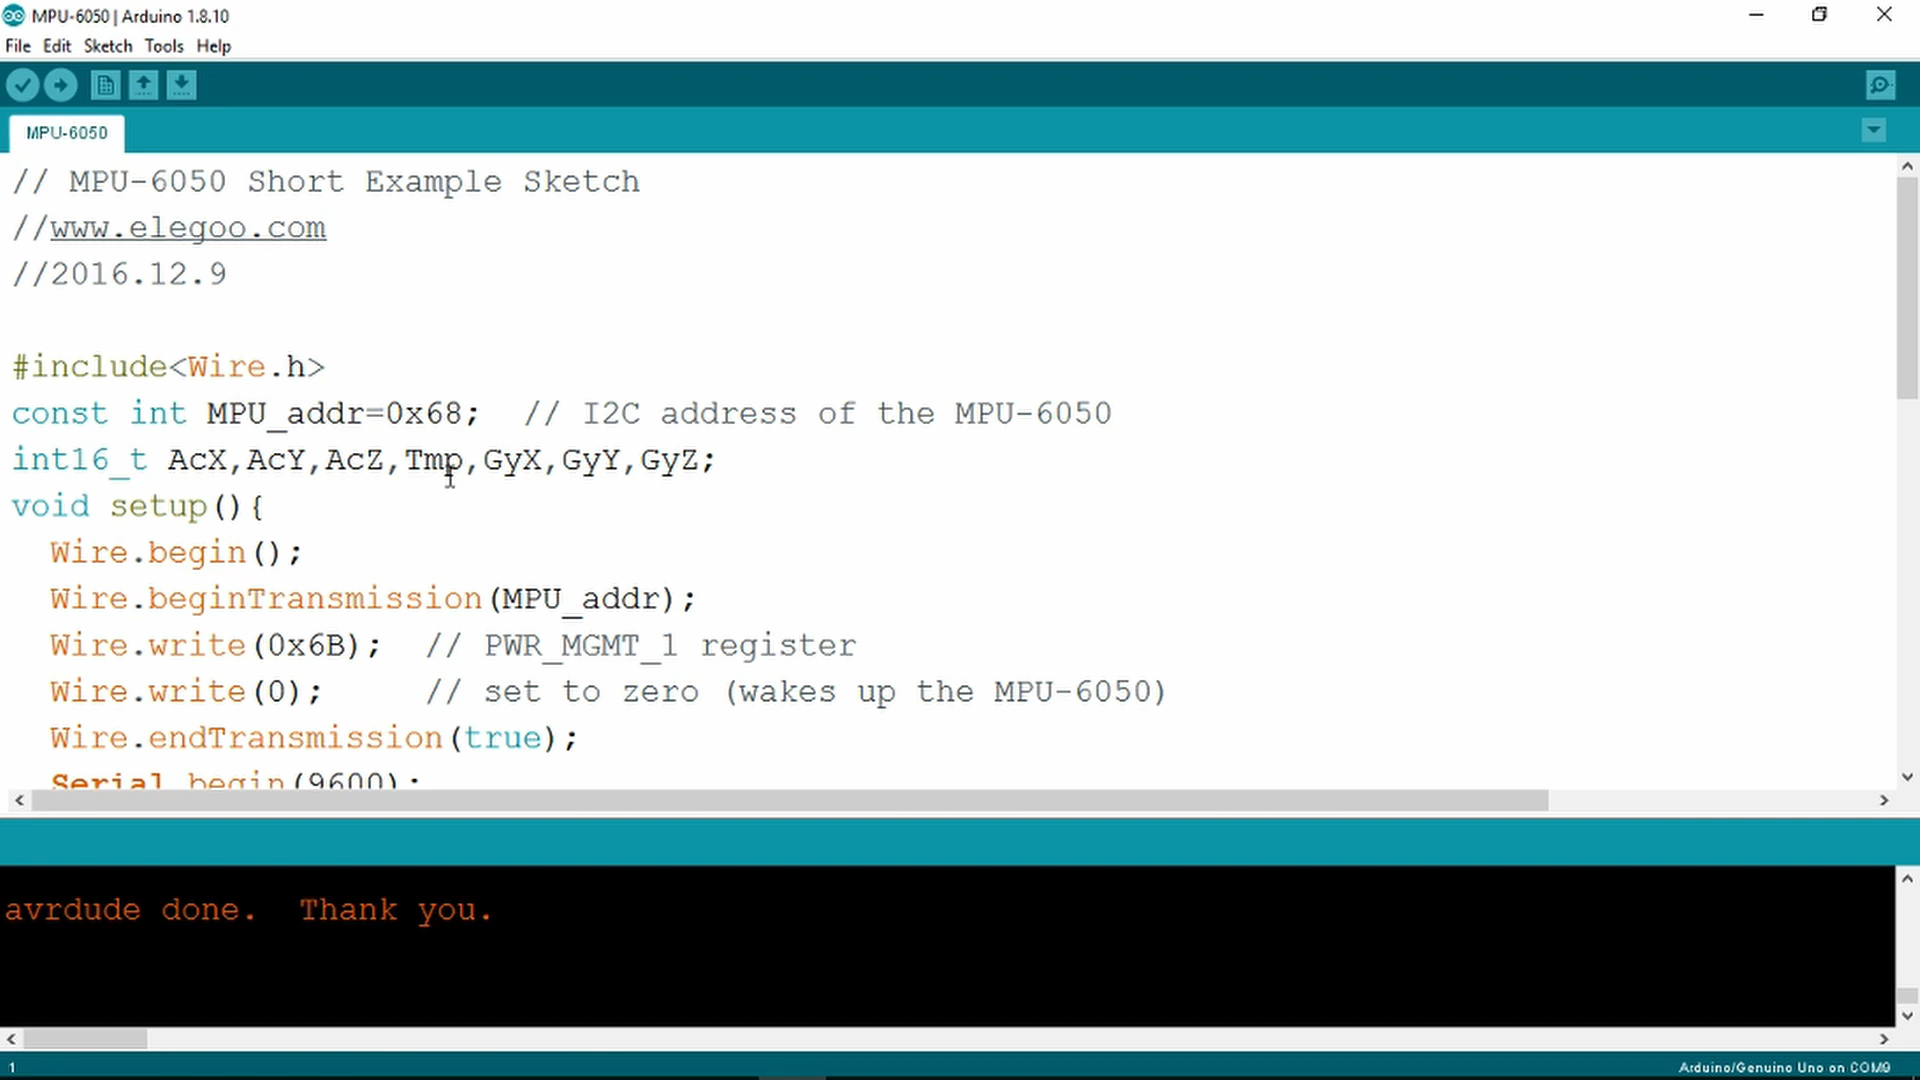 MPU-6050 | Arduino 1.8.10
File Edit Sketch Tools Help
MPU-6050
// MPU-6050 Short Example Sketch
//www.elegoo.com
//2016.12.9
#include<Wire.h>
const int MPU_addr=0x68;  // I2C address of the MPU-6050
int16_t AcX,AcY,AcZ,Tmp,GyX,GyY,GyZ;
void setup(){
  Wire.begin();
  Wire.beginTransmission(MPU_addr);
  Wire.write(0x6B);  // PWR_MGMT_1 register
  Wire.write(0);     // set to zero (wakes up the MPU-6050)
  Wire.endTransmission(true);
  Serial.begin(9600);
avrdude done.  Thank you.
1
Arduino/Genuino Uno on COM9